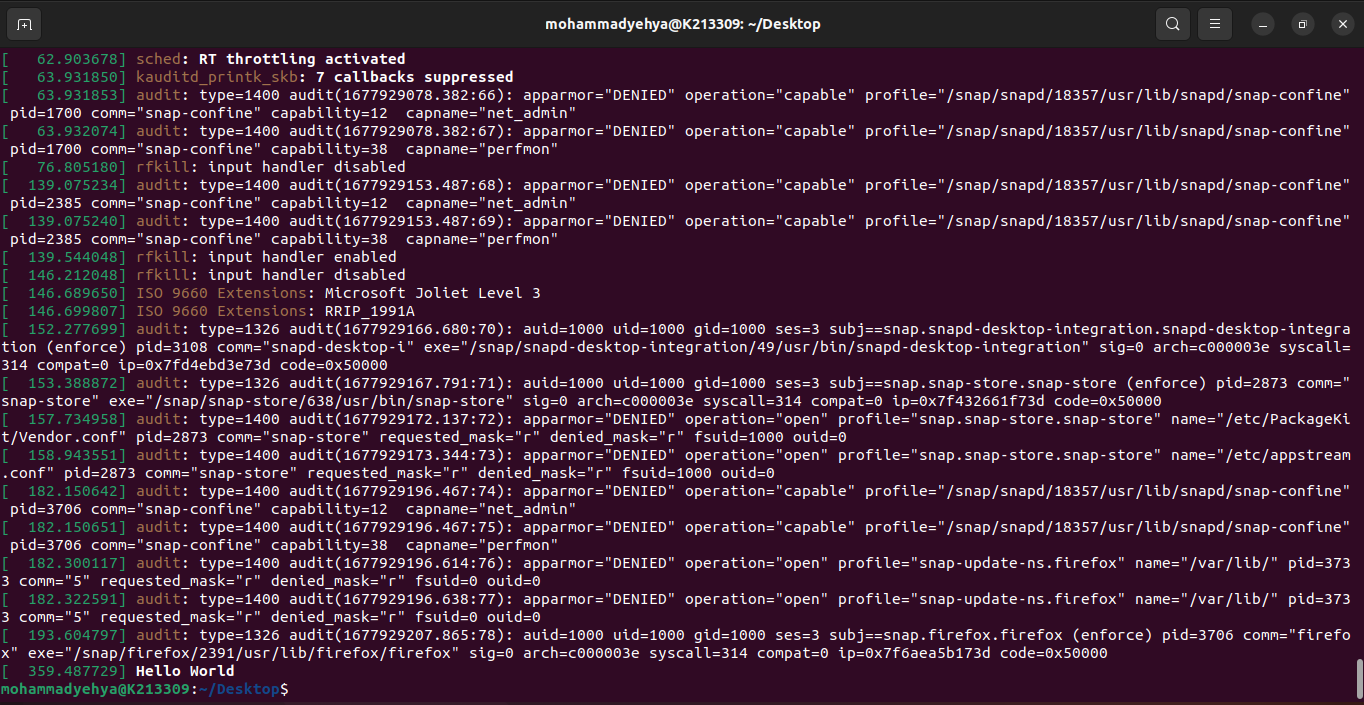 mohammadyehya@K213309: ~/Desktop
[   62.903678] sched: RT throttling activated
[   63.931850] kauditd_printk_skb: 7 callbacks suppressed
[   63.931853] audit: type=1400 audit(1677929078.382:66): apparmor="DENIED" operation="capable" profile="/snap/snapd/18357/usr/lib/snapd/snap-confine"
 pid=1700 comm="snap-confine" capability=12  capname="net_admin"
[   63.932074] audit: type=1400 audit(1677929078.382:67): apparmor="DENIED" operation="capable" profile="/snap/snapd/18357/usr/lib/snapd/snap-confine"
 pid=1700 comm="snap-confine" capability=38  capname="perfmon"
[   76.805180] rfkill: input handler disabled
[  139.075234] audit: type=1400 audit(1677929153.487:68): apparmor="DENIED" operation="capable" profile="/snap/snapd/18357/usr/lib/snapd/snap-confine"
 pid=2385 comm="snap-confine" capability=12  capname="net_admin"
[  139.075240] audit: type=1400 audit(1677929153.487:69): apparmor="DENIED" operation="capable" profile="/snap/snapd/18357/usr/lib/snapd/snap-confine"
 pid=2385 comm="snap-confine" capability=38  capname="perfmon"
[  139.544048] rfkill: input handler enabled
[  146.212048] rfkill: input handler disabled
[  146.689650] ISO 9660 Extensions: Microsoft Joliet Level 3
[  146.699807] ISO 9660 Extensions: RRIP_1991A
[  152.277699] audit: type=1326 audit(1677929166.680:70): auid=1000 uid=1000 gid=1000 ses=3 subj==snap.snapd-desktop-integration.snapd-desktop-integra
tion (enforce) pid=3108 comm="snapd-desktop-i" exe="/snap/snapd-desktop-integration/49/usr/bin/snapd-desktop-integration" sig=0 arch=c000003e syscall=
314 compat=0 ip=0x7fd4ebd3e73d code=0x50000
[  153.388872] audit: type=1326 audit(1677929167.791:71): auid=1000 uid=1000 gid=1000 ses=3 subj==snap.snap-store.snap-store (enforce) pid=2873 comm="
snap-store" exe="/snap/snap-store/638/usr/bin/snap-store" sig=0 arch=c000003e syscall=314 compat=0 ip=0x7f432661f73d code=0x50000
[  157.734958] audit: type=1400 audit(1677929172.137:72): apparmor="DENIED" operation="open" profile="snap.snap-store.snap-store" name="/etc/PackageKi
t/Vendor.conf" pid=2873 comm="snap-store" requested_mask="r" denied_mask="r" fsuid=1000 ouid=0
[  158.943551] audit: type=1400 audit(1677929173.344:73): apparmor="DENIED" operation="open" profile="snap.snap-store.snap-store" name="/etc/appstream
.conf" pid=2873 comm="snap-store" requested_mask="r" denied_mask="r" fsuid=1000 ouid=0
[  182.150642] audit: type=1400 audit(1677929196.467:74): apparmor="DENIED" operation="capable" profile="/snap/snapd/18357/usr/lib/snapd/snap-confine"
 pid=3706 comm="snap-confine" capability=12  capname="net_admin"
[  182.150651] audit: type=1400 audit(1677929196.467:75): apparmor="DENIED" operation="capable" profile="/snap/snapd/18357/usr/lib/snapd/snap-confine"
 pid=3706 comm="snap-confine" capability=38  capname="perfmon"
[  182.300117] audit: type=1400 audit(1677929196.614:76): apparmor="DENIED" operation="open" profile="snap-update-ns.firefox" name="/var/lib/" pid=373
3 comm="5" requested_mask="r" denied_mask="r" fsuid=0 ouid=0
[  182.322591] audit: type=1400 audit(1677929196.638:77): apparmor="DENIED" operation="open" profile="snap-update-ns.firefox" name="/var/lib/" pid=373
3 comm="5" requested_mask="r" denied_mask="r" fsuid=0 ouid=0
[  193.604797] audit: type=1326 audit(1677929207.865:78): auid=1000 uid=1000 gid=1000 ses=3 subj==snap.firefox.firefox (enforce) pid=3706 comm="firefo
x" exe="/snap/firefox/2391/usr/lib/firefox/firefox" sig=0 arch=c000003e syscall=314 compat=0 ip=0x7f6aea5b173d code=0x50000
[  359.487729] Hello World
mohammadyehya@K213309:~/Desktop$